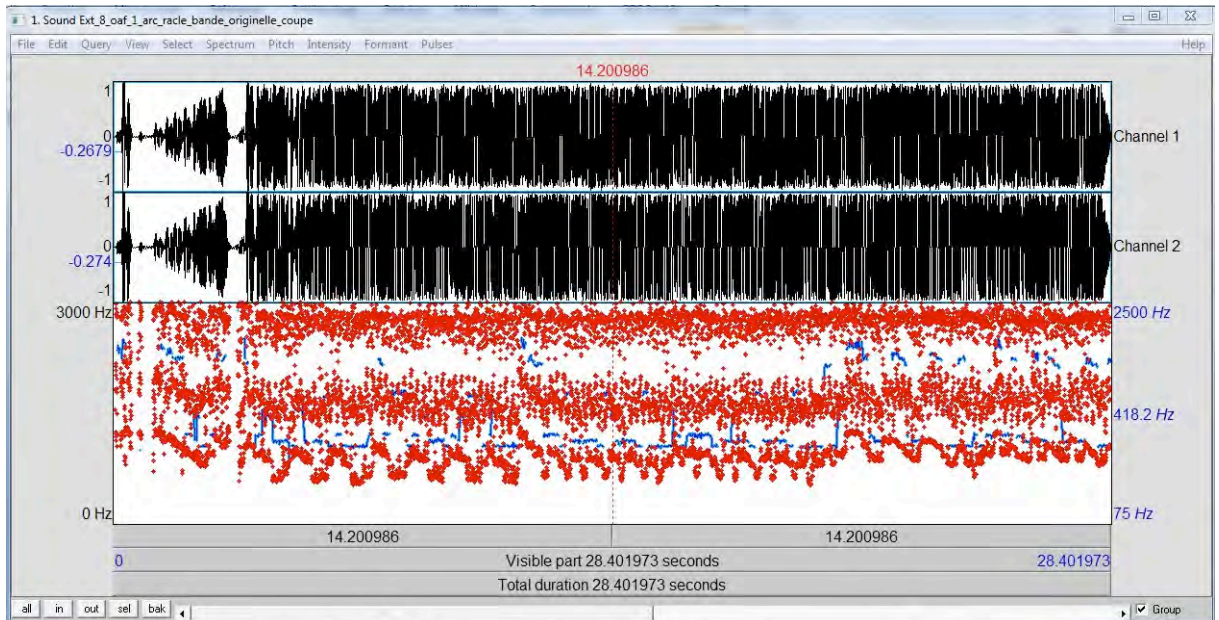 1. Sound Ext_8_oaf_1_arc_racle_bande_originelle_coupe
File Edit Query View Select Spectrum Pitch Intensity Formant Pulses Help
14.200986
1
0
-0.2679
-1
Channel 1
1
0
-0.274
-1
Channel 2
3000 Hz 2500 Hz
418.2 Hz
0 Hz 75 Hz
14.200986 14.200986
0 Visible part 28.401973 seconds 28.401973
Total duration 28.401973 seconds
all in out sel bak Group